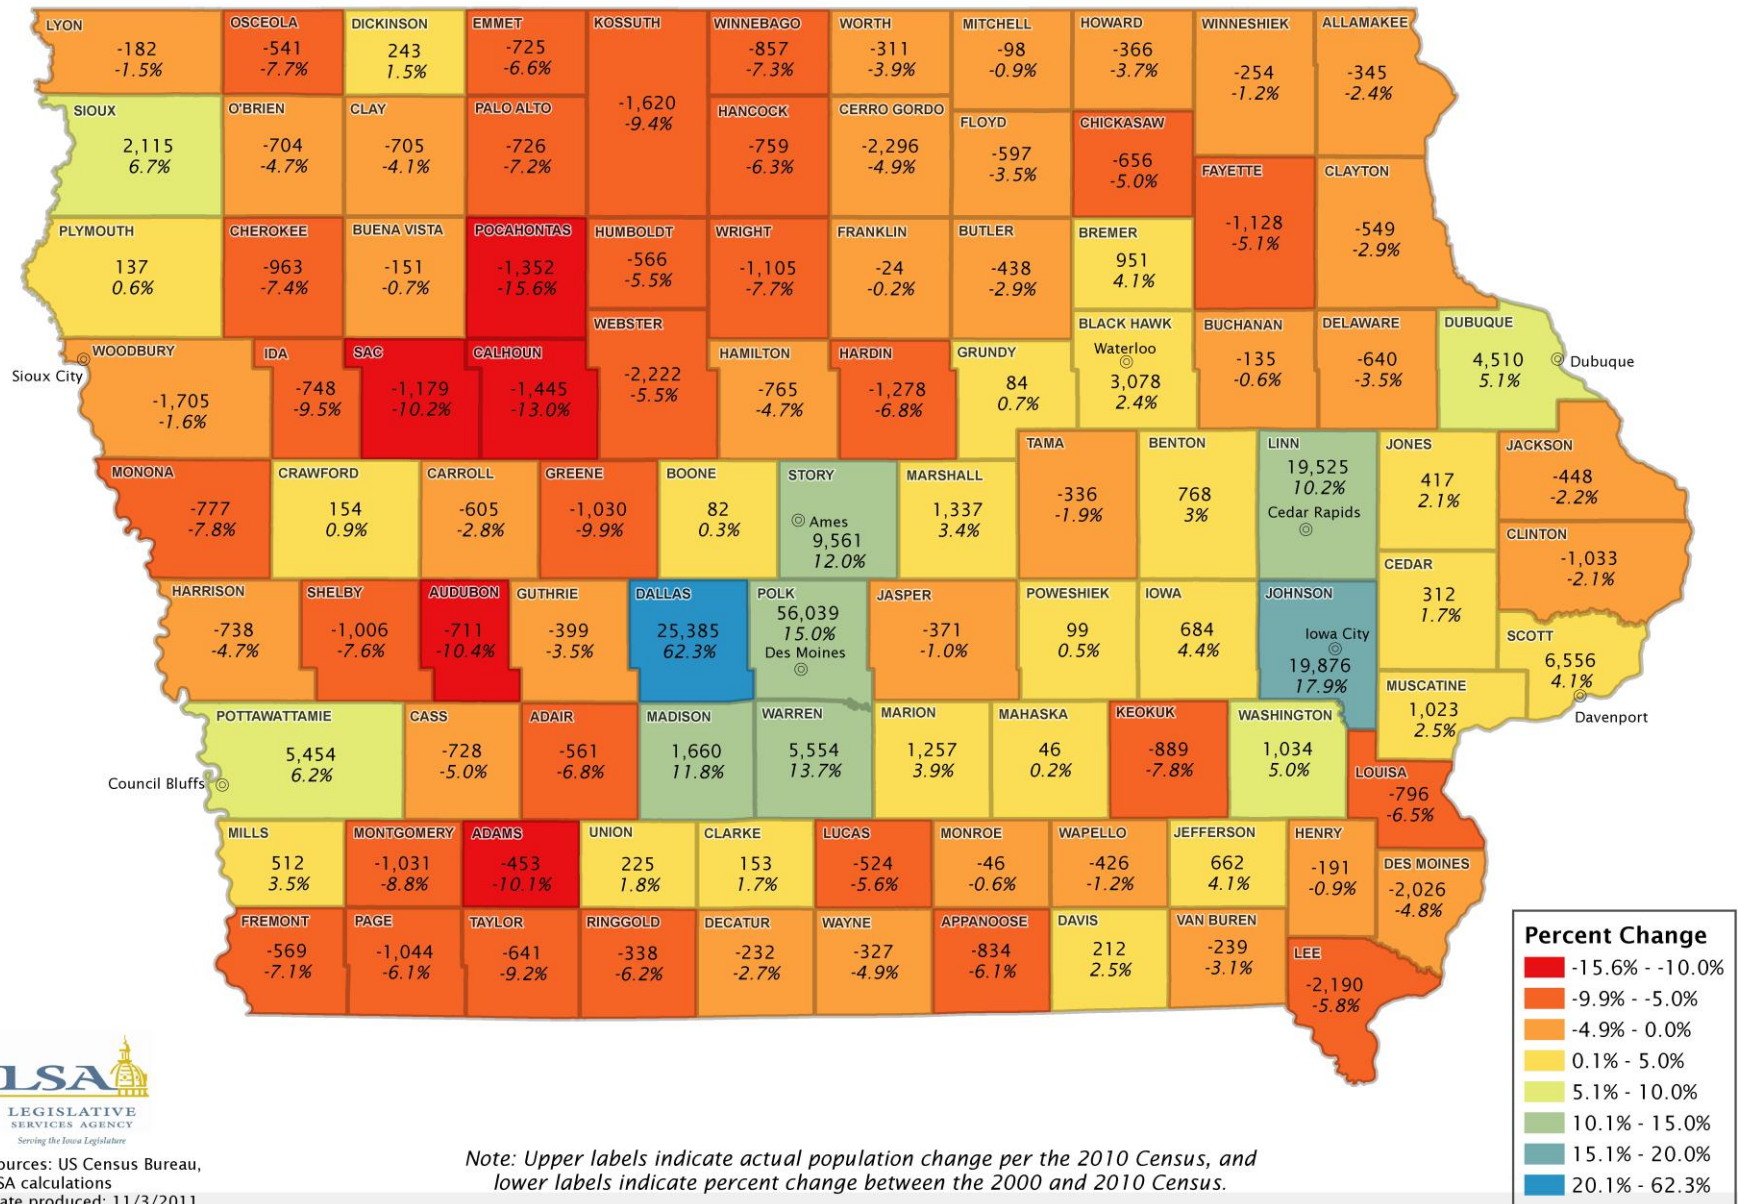 LYON
-182
-1.5%
OSCEOLA
-541
-7.7%
DICKINSON
243
1.5%
EMMET
-725
-6.6%
KOSSUTH
-1,620
-9.4%
WINNEBAGO
-857
-7.3%
WORTH
-311
-3.9%
MITCHELL
-98
-0.9%
HOWARD
-366
-3.7%
WINNESHIEK
-254
-1.2%
ALLAMAKEE
-345
-2.4%
SIOUX
2,115
6.7%
O'BRIEN
-704
-4.7%
CLAY
-705
-4.1%
PALO ALTO
-726
-7.2%
HANCOCK
-759
-6.3%
CERRO GORDO
-2,296
-4.9%
FLOYD
-597
-3.5%
CHICKASAW
-656
-5.0%
FAYETTE
-1,128
-5.1%
CLAYTON
-549
-2.9%
PLYMOUTH
137
0.6%
CHEROKEE
-963
-7.4%
BUENA VISTA
-151
-0.7%
POCAHONTAS
-1,352
-15.6%
HUMBOLDT
-566
-5.5%
WRIGHT
-1,105
-7.7%
FRANKLIN
-24
-0.2%
BUTLER
-438
-2.9%
BREMER
951
4.1%
WOODBURY
Sioux City
-1,705
-1.6%
IDA
-748
-9.5%
SAC
-1,179
-10.2%
CALHOUN
-1,445
-13.0%
WEBSTER
-2,222
-5.5%
HAMILTON
-765
-4.7%
HARDIN
-1,278
-6.8%
GRUNDY
84
0.7%
BLACK HAWK
Waterloo
3,078
2.4%
BUCHANAN
-135
-0.6%
DELAWARE
-640
-3.5%
DUBUQUE
4,510
5.1%
Dubuque
MONONA
-777
-7.8%
CRAWFORD
154
0.9%
CARROLL
-605
-2.8%
GREENE
-1,030
-9.9%
BOONE
82
0.3%
STORY
Ames
9,561
12.0%
MARSHALL
1,337
3.4%
TAMA
-336
-1.9%
BENTON
768
3%
LINN
19,525
10.2%
Cedar Rapids
JONES
417
2.1%
JACKSON
-448
-2.2%
CLINTON
-1,033
-2.1%
HARRISON
-738
-4.7%
SHELBY
-1,006
-7.6%
AUDUBON
-711
-10.4%
GUTHRIE
-399
-3.5%
DALLAS
25,385
62.3%
POLK
56,039
15.0%
Des Moines
JASPER
-371
-1.0%
POWESHIEK
99
0.5%
IOWA
684
4.4%
JOHNSON
Iowa City
19,876
17.9%
CEDAR
312
1.7%
SCOTT
6,556
4.1%
Davenport
MUSCATINE
1,023
2.5%
POTTAWATTAMIE
5,454
6.2%
Council Bluffs
CASS
-728
-5.0%
ADAIR
-561
-6.8%
MADISON
1,660
11.8%
WARREN
5,554
13.7%
MARION
1,257
3.9%
MAHASKA
46
0.2%
KEOKUK
-889
-7.8%
WASHINGTON
1,034
5.0%
LOUISA
-796
-6.5%
MILLS
512
3.5%
MONTGOMERY
-1,031
-8.8%
ADAMS
-453
-10.1%
UNION
225
1.8%
CLARKE
153
1.7%
LUCAS
-524
-5.6%
MONROE
-46
-0.6%
WAPELLO
-426
-1.2%
JEFFERSON
662
4.1%
HENRY
-191
-0.9%
DES MOINES
-2,026
-4.8%
FREMONT
-569
-7.1%
PAGE
-1,044
-6.1%
TAYLOR
-641
-9.2%
RINGGOLD
-338
-6.2%
DECATUR
-232
-2.7%
WAYNE
-327
-4.9%
APPANOOSE
-834
-6.1%
DAVIS
212
2.5%
VAN BUREN
-239
-3.1%
LEE
-2,190
-5.8%
Percent Change
-15.6% - -10.0%
-9.9% - -5.0%
-4.9% - 0.0%
0.1% - 5.0%
5.1% - 10.0%
10.1% - 15.0%
15.1% - 20.0%
20.1% - 62.3%
LSA
LEGISLATIVE
SERVICES AGENCY
Serving the Iowa Legislature
ources: US Census Bureau,
SA calculations
ate produced: 11/3/2011
Note: Upper labels indicate actual population change per the 2010 Census, and
lower labels indicate percent change between the 2000 and 2010 Census.